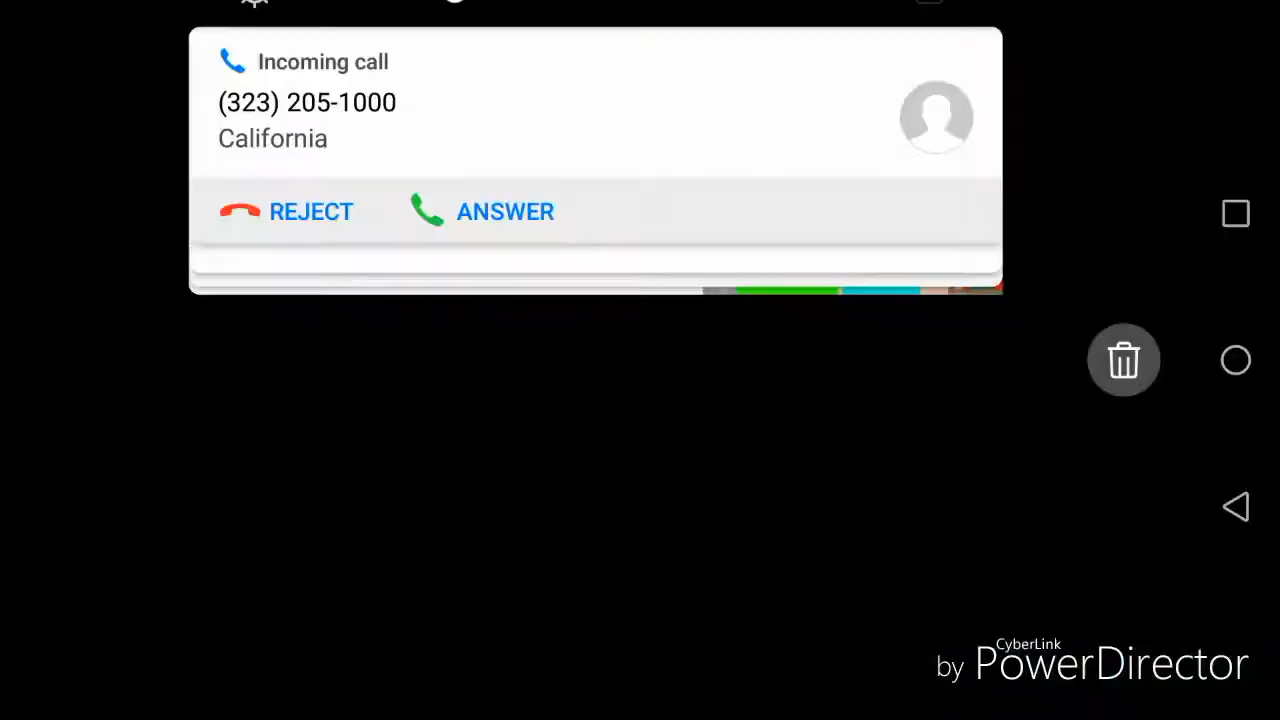 Incoming call
(323) 205-1000
California
REJECT
ANSWER
CyberLink
by PowerDirector